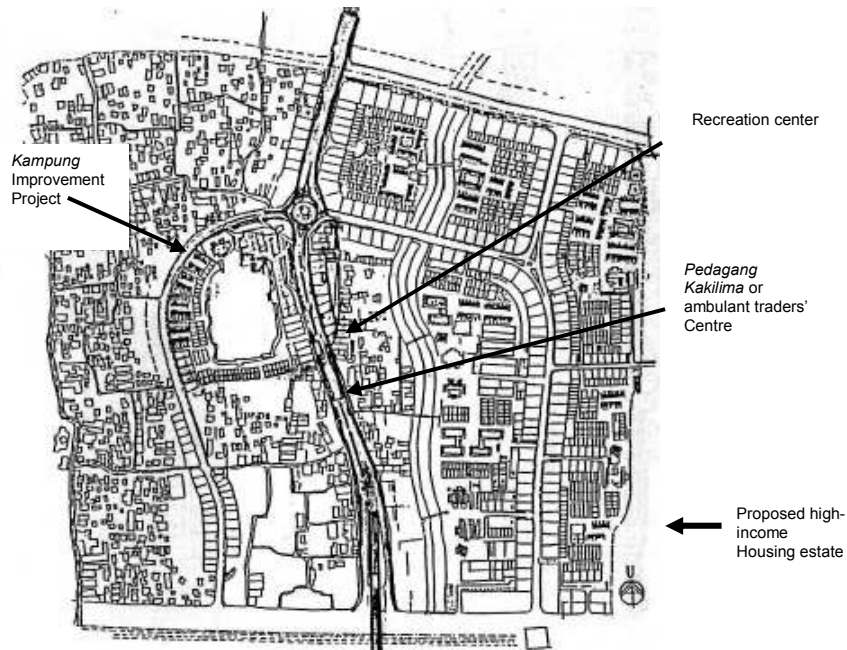 Recreation center
Kampung
Improvement
Project
Pedagang
Kakilima or
ambulant traders'
Centre
Proposed high-
income
Housing estate
U